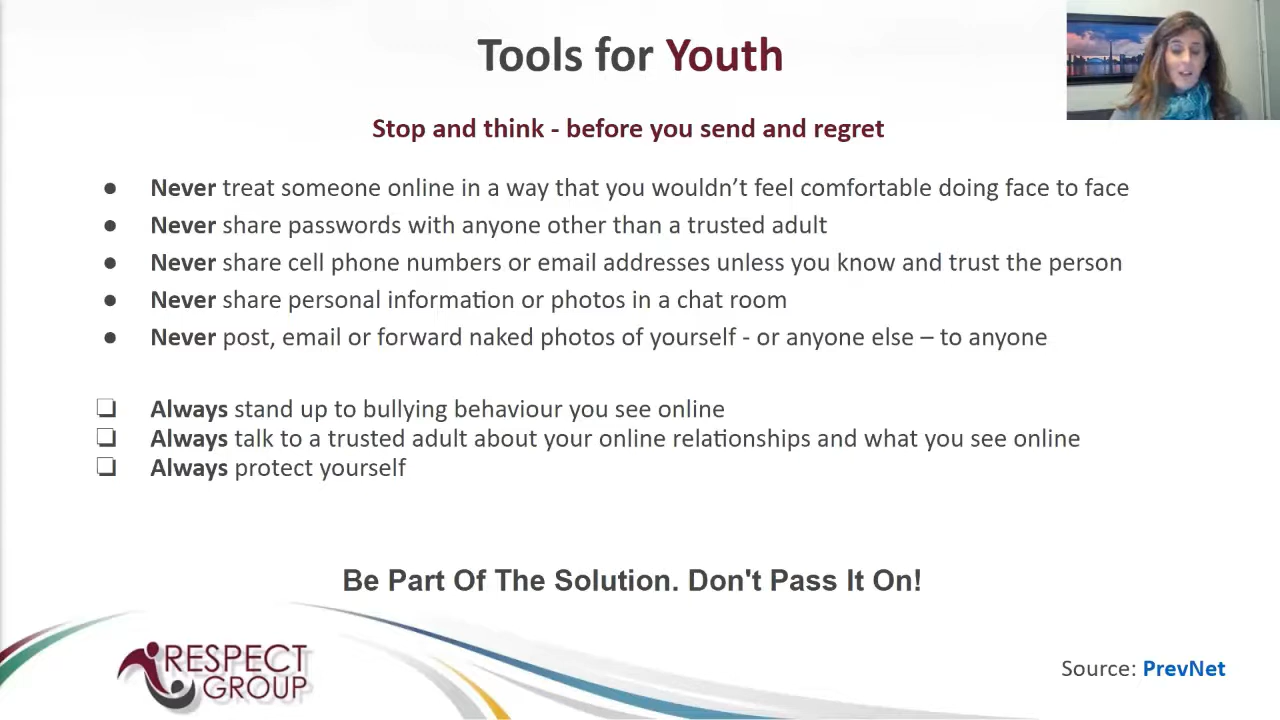 Tools for Youth
Stop and think - before you send and regret
● Never treat someone online in a way that you wouldn’t feel comfortable doing face to face
● Never share passwords with anyone other than a trusted adult
● Never share cell phone numbers or email addresses unless you know and trust the person
● Never share personal information or photos in a chat room
● Never post, email or forward naked photos of yourself - or anyone else – to anyone
❏ Always stand up to bullying behaviour you see online
❏ Always talk to a trusted adult about your online relationships and what you see online
❏ Always protect yourself
Be Part Of The Solution. Don't Pass It On!
RESPECT
GROUP
Source: PrevNet